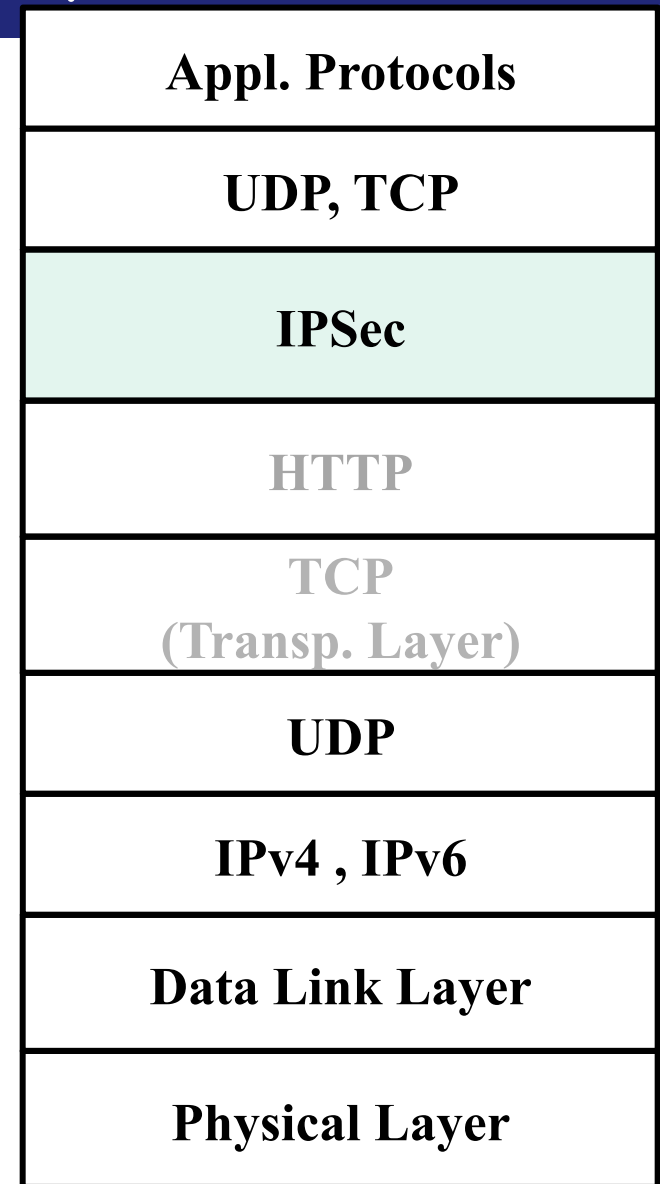 Appl. Protocols
UDP, TCP
IPSec
HTTP
TCP
(Transp. Layer)
UDP
IPv4 , IPv6
Data Link Layer
Physical Layer